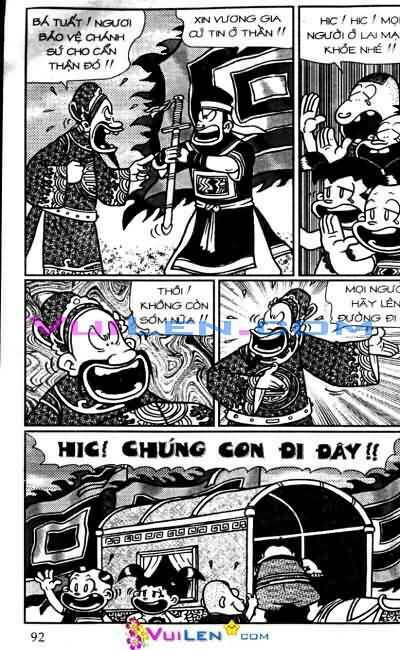 BÁ TUẤT! NGƯƠI
BẢO VỆ CHÁNH
SỨ CHO CẨN
THẬN ĐÓ!!
XIN VƯƠNG GIA
CỨ TIN Ở THẦN!!
HIC! HIC! MỌI
NGƯỜI Ở LẠI MẠ
KHỎE NHÉ!!
THÔI!
KHÔNG CÒN
SỚM NỮA!!
MỌI NGƯỜ
HÃY LÊN
ĐƯỜNG ĐI
VUILEN.COM
HIC! CHÚNG CON ĐI ĐÂY!!
92
VUILEN.COM